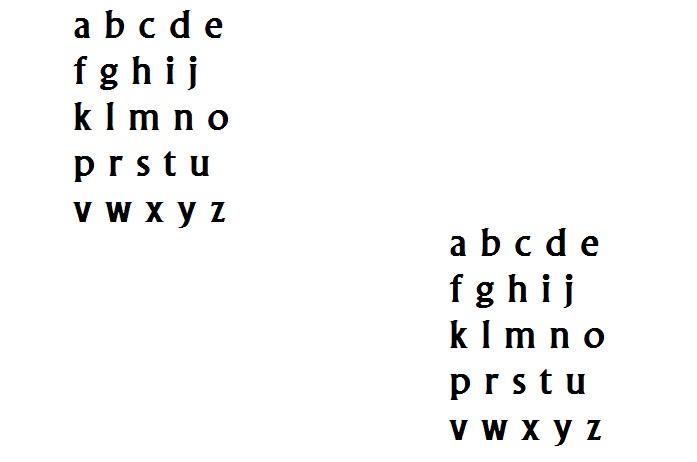 a b c d e
f g h i j
k l m n o
p r s t u
v w x y z
a b c d e
f g h i j
k l m n o
p r s t u
v w x y z